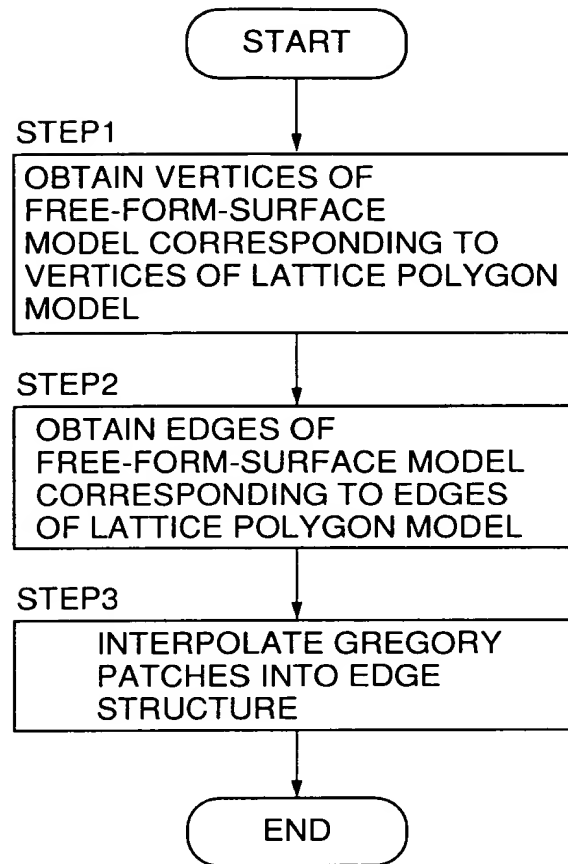 START
STEP1
OBTAIN VERTICES OF
FREE-FORM-SURFACE
MODEL CORRESPONDING TO
VERTICES OF LATTICE POLYGON
MODEL
STEP2
OBTAIN EDGES OF
FREE-FORM-SURFACE MODEL
CORRESPONDING TO EDGES
OF LATTICE POLYGON MODEL
STEP3
INTERPOLATE GREGORY
PATCHES INTO EDGE
STRUCTURE
END